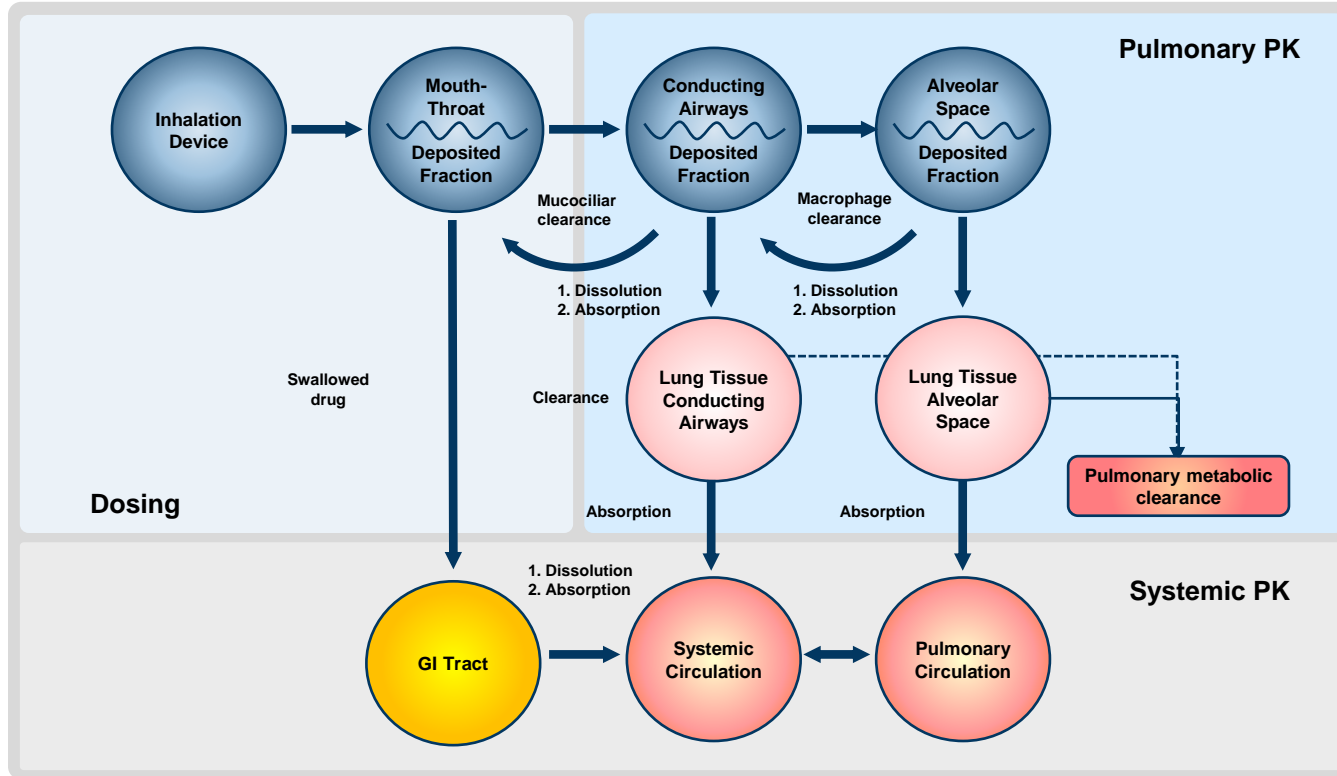 Pulmonary PK
Inhalation
Device
Mouth-
Throat
Deposited
Fraction
Conducting
Airways
Deposited
Fraction
Alveolar
Space
Deposited
Fraction
Mucociliar
clearance
Macrophage
clearance
1. Dissolution
2. Absorption
1. Dissolution
2. Absorption
Swallowed
drug
Clearance
Lung Tissue
Conducting
Airways
Lung Tissue
Alveolar
Space
Pulmonary metabolic
clearance
Dosing
Absorption
Absorption
1. Dissolution
2. Absorption
Systemic PK
GI Tract
Systemic
Circulation
Pulmonary
Circulation